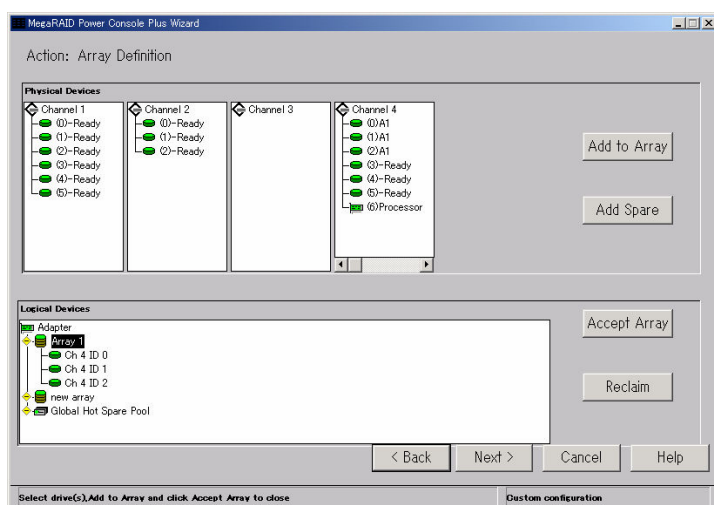 MegaRAID Power Console Plus Wizard
Action: Array Definition
Physical Devices
Channel 1
(0)-Ready
(1)-Ready
(2)-Ready
(3)-Ready
(4)-Ready
(5)-Ready
Channel 2
(0)-Ready
(1)-Ready
(2)-Ready
Channel 3
Channel 4
(0)A1
(1)A1
(2)A1
(3)-Ready
(4)-Ready
(5)-Ready
(6)Processor
Add to Array
Add Spare
Logical Devices
Adapter
Array 1
Ch 4 ID 0
Ch 4 ID 1
Ch 4 ID 2
new array
Global Hot Spare Pool
Accept Array
Reclaim
< Back
Next >
Cancel
Help
Select drive(s),Add to Array and click Accept Array to close
Custom configuration